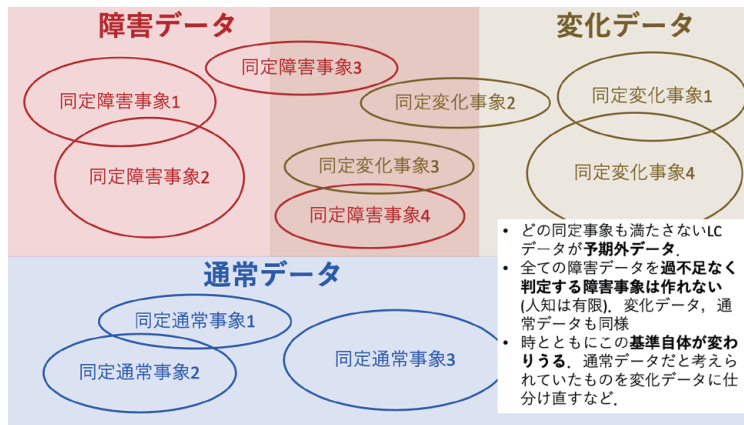 障害データ
変化データ
同定障害事象3
同定障害事象1
同定変化事象2
同定変化事象1
同定変化事象3
同定障害事象2
同定変化事象4
同定障害事象4
通常データ
同定通常事象1
同定通常事象2
同定通常事象3
• どの同定事象も満たさないLC
データが予期外データ．
• 全ての障害データを過不足なく
判定する障害事象は作れない
(人知は有限)．変化データ，通
常データも同様
• 時とともにこの基準自体が変わ
りうる．通常データだと考えら
れていたものを変化データに仕
分け直すなど．